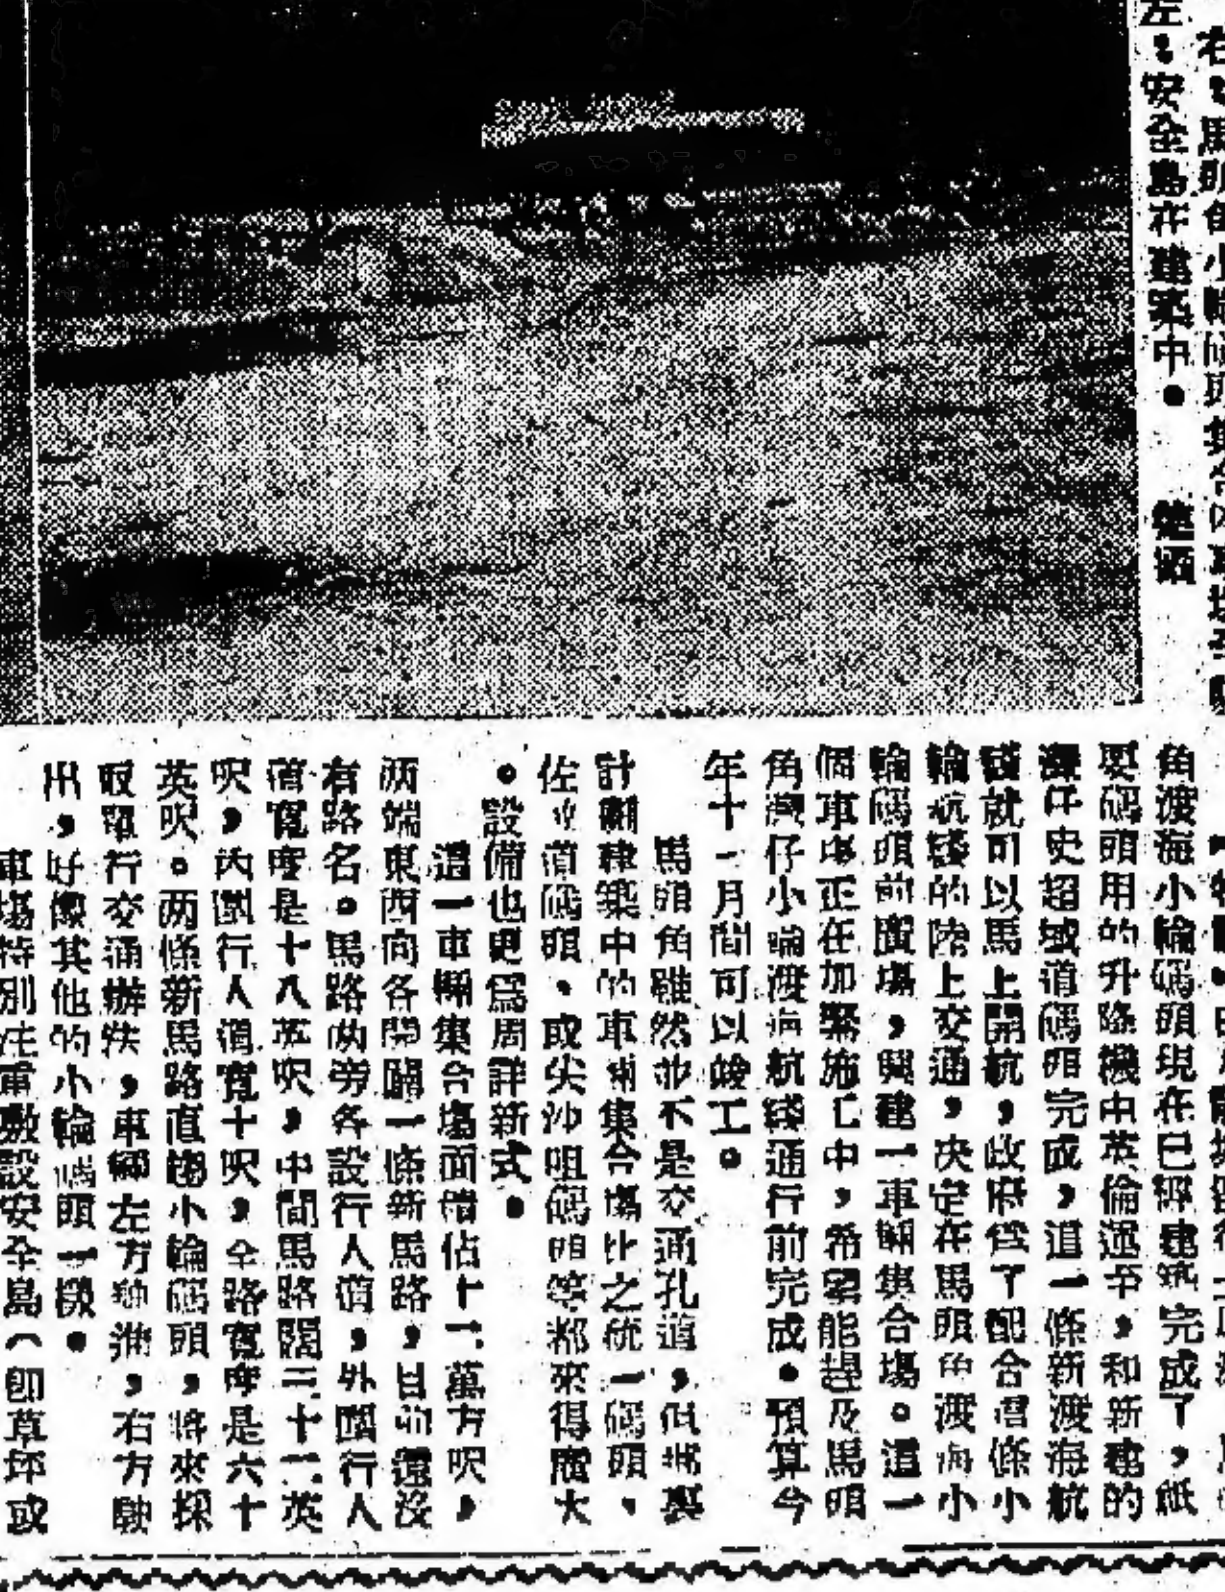 左：安全島在建築中。
角渡海小輪碼頭現在已經建築完成了，祇
要碼頭用的升降機由英倫運至，和新建的
灣仔史超域道碼頭完成，這一條新渡海航
綫就可以馬上開航，政府爲了配合這條小
輪航綫的陸上交通，決定在馬頭角渡海小
輪碼頭前廣場，興建一車輛集合場。這一
個車場正在加緊施工中，希望能趕及馬頭
角灣仔小輪渡海航綫通行前完成。預算今
年十一月間可以竣工。
馬頭角雖然並不是交通孔道，但
計劃建築中的車輛集合場比之統一碼頭、
佐敦道碼頭、或尖沙咀碼頭等都來得廣大
。設備也更爲周詳新式。
這一車輛集合場面積佔十二萬方呎，
兩端東西向各開闢一條新馬路，目前還沒
有路名。馬路兩旁各設行人道，外圍行人
道寬度是十八英呎，中間馬路闊三十二英
呎，內圍行人道寬十呎，全路寬度是六十
英呎。兩條新馬路直趨小輪碼頭，將來採
取單行交通辦法，車輛左方駛進，右方駛
出，好像其他的小輪碼頭一樣。
車場特別注重敷設安全島（卽草坪或